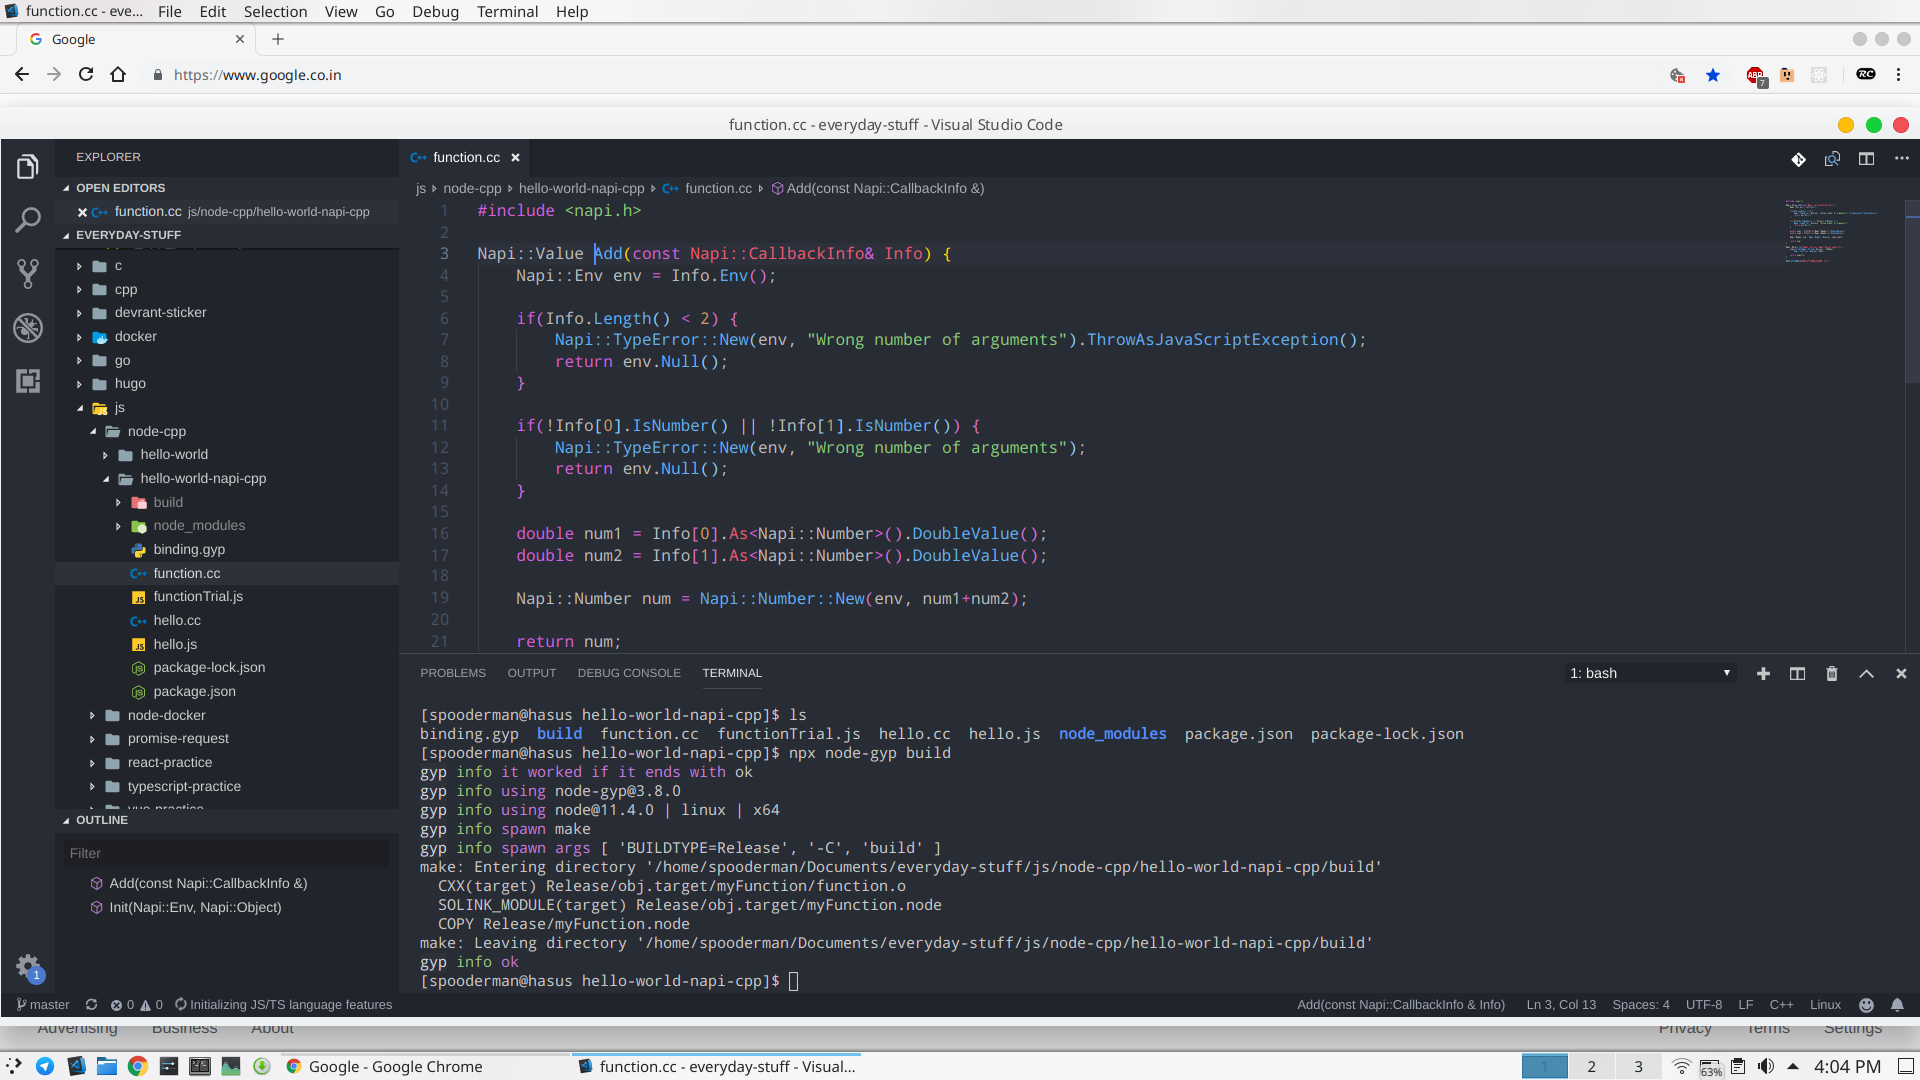 function.cc - eve... File Edit Selection View Go Debug Terminal Help
Google
https://www.google.co.in
ABP 7 RC
function.cc - everyday-stuff - Visual Studio Code
EXPLORER
OPEN EDITORS
function.cc js/node-cpp/hello-world-napi-cpp
EVERYDAY-STUFF
c
cpp
devrant-sticker
docker
go
hugo
js
node-cpp
hello-world
hello-world-napi-cpp
build
node_modules
binding.gyp
function.cc
functionTrial.js
hello.cc
hello.js
package-lock.json
package.json
node-docker
promise-request
react-practice
typescript-practice
vue-practice
OUTLINE
Filter
Add(const Napi::CallbackInfo &)
Init(Napi::Env, Napi::Object)
function.cc
js node-cpp hello-world-napi-cpp function.cc Add(const Napi::CallbackInfo &)
1 #include <napi.h>
2
3 Napi::Value Add(const Napi::CallbackInfo& Info) {
4 Napi::Env env = Info.Env();
5
6 if(Info.Length() < 2) {
7 Napi::TypeError::New(env, "Wrong number of arguments").ThrowAsJavaScriptException();
8 return env.Null();
9 }
10
11 if(!Info[0].IsNumber() || !Info[1].IsNumber()) {
12 Napi::TypeError::New(env, "Wrong number of arguments");
13 return env.Null();
14 }
15
16 double num1 = Info[0].As<Napi::Number>().DoubleValue();
17 double num2 = Info[1].As<Napi::Number>().DoubleValue();
18
19 Napi::Number num = Napi::Number::New(env, num1+num2);
20
21 return num;
PROBLEMS OUTPUT DEBUG CONSOLE TERMINAL 1: bash
[spooderman@hasus hello-world-napi-cpp]$ ls
binding.gyp build function.cc functionTrial.js hello.cc hello.js node_modules package.json package-lock.json
[spooderman@hasus hello-world-napi-cpp]$ npx node-gyp build
gyp info it worked if it ends with ok
gyp info using node-gyp@3.8.0
gyp info using node@11.4.0 | linux | x64
gyp info spawn make
gyp info spawn args [ 'BUILDTYPE=Release', '-C', 'build' ]
make: Entering directory '/home/spooderman/Documents/everyday-stuff/js/node-cpp/hello-world-napi-cpp/build'
CXX(target) Release/obj.target/myFunction/function.o
SOLINK_MODULE(target) Release/obj.target/myFunction.node
COPY Release/myFunction.node
make: Leaving directory '/home/spooderman/Documents/everyday-stuff/js/node-cpp/hello-world-napi-cpp/build'
gyp info ok
[spooderman@hasus hello-world-napi-cpp]$
1
master 0 0 Initializing JS/TS language features Add(const Napi::CallbackInfo & Info) Ln 3, Col 13 Spaces: 4 UTF-8 LF C++ Linux
Advertising Business About Privacy Terms Settings
Google - Google Chrome function.cc - everyday-stuff - Visual... 1 2 3 63% 4:04 PM